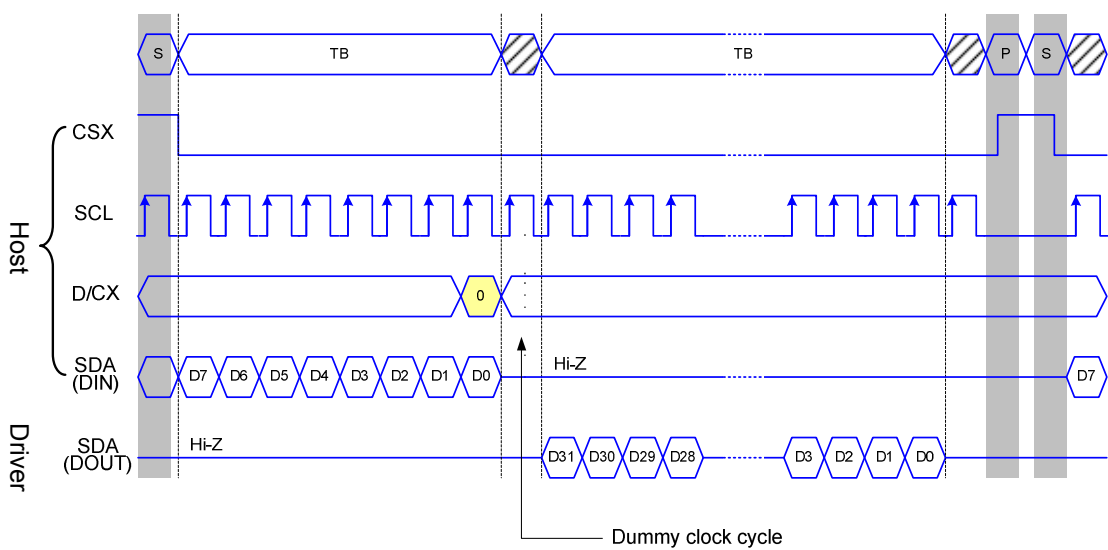 S TB TB P S
CSX
SCL
D/CX 0
SDA
(DIN) D7 D6 D5 D4 D3 D2 D1 D0 Hi-Z D7
SDA
(DOUT) Hi-Z D31 D30 D29 D28 D3 D2 D1 D0
Host
Driver
Dummy clock cycle